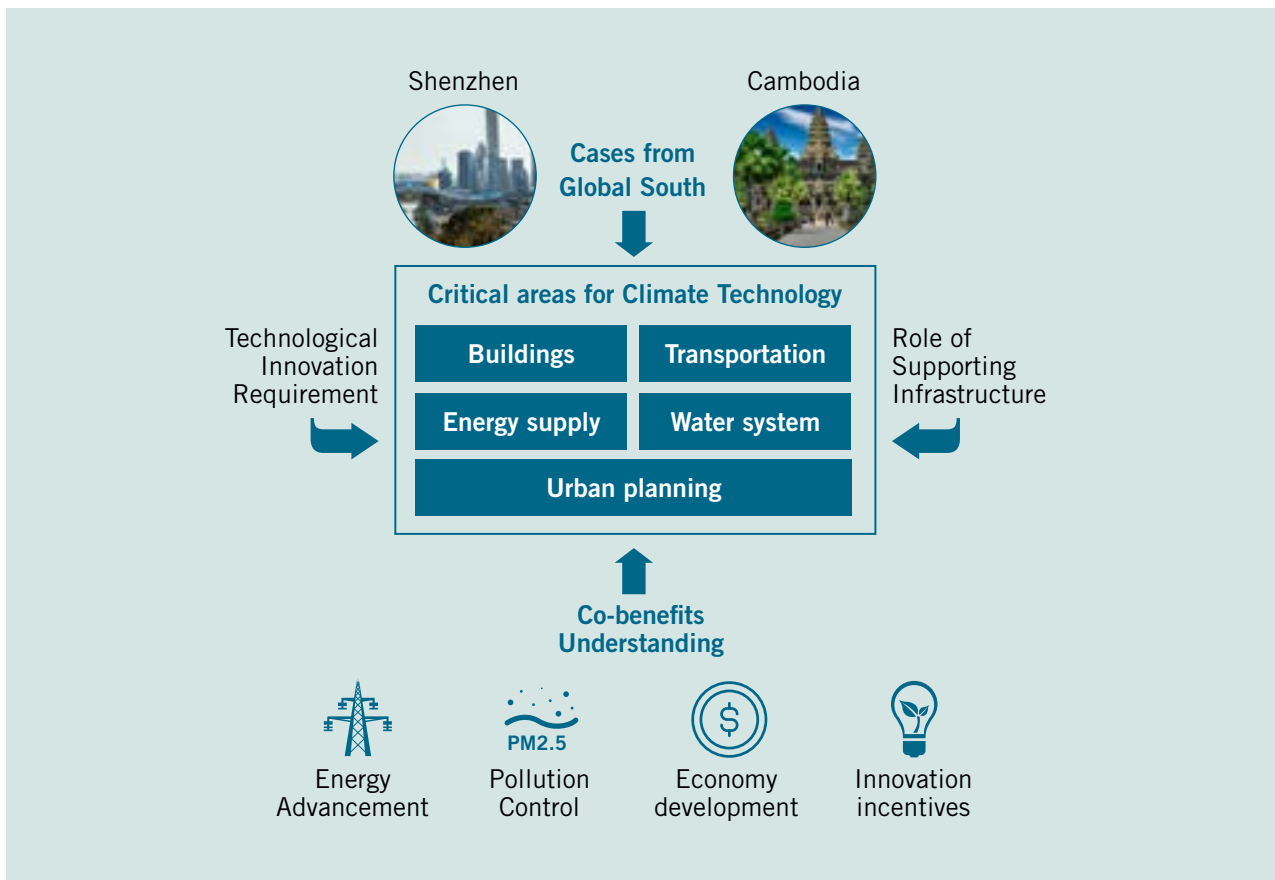 Shenzhen
Cambodia
Cases from
Global South
Critical areas for Climate Technology
Technological
Innovation
Requirement
Buildings
Transportation
Energy supply
Water system
Urban planning
Role of
Supporting
Infrastructure
Co-benefits
Understanding
PM2.5
$
Energy
Advancement
Pollution
Control
Economy
development
Innovation
incentives